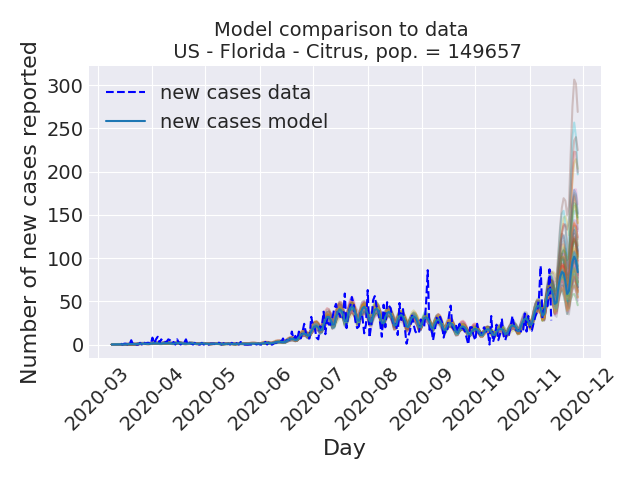 Model comparison to data
US - Florida - Citrus, pop. = 149657
Number of new cases reported
300
250
200
150
100
50
0
new cases data
new cases model
2020-03
2020-04
2020-05
2020-06
2020-07
2020-08
2020-09
2020-10
2020-11
2020-12
Day